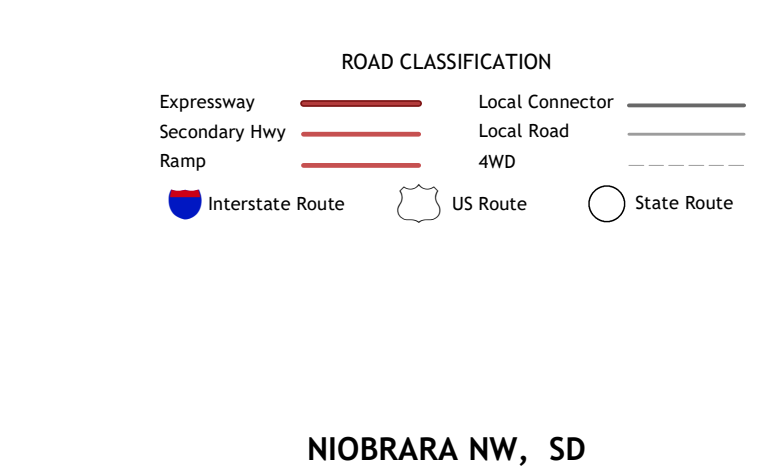 ROAD CLASSIFICATION
Expressway
Local Connector
Secondary Hwy
Local Road
Ramp
4WD
Interstate Route
US Route
State Route
NIOBRARA NW, SD